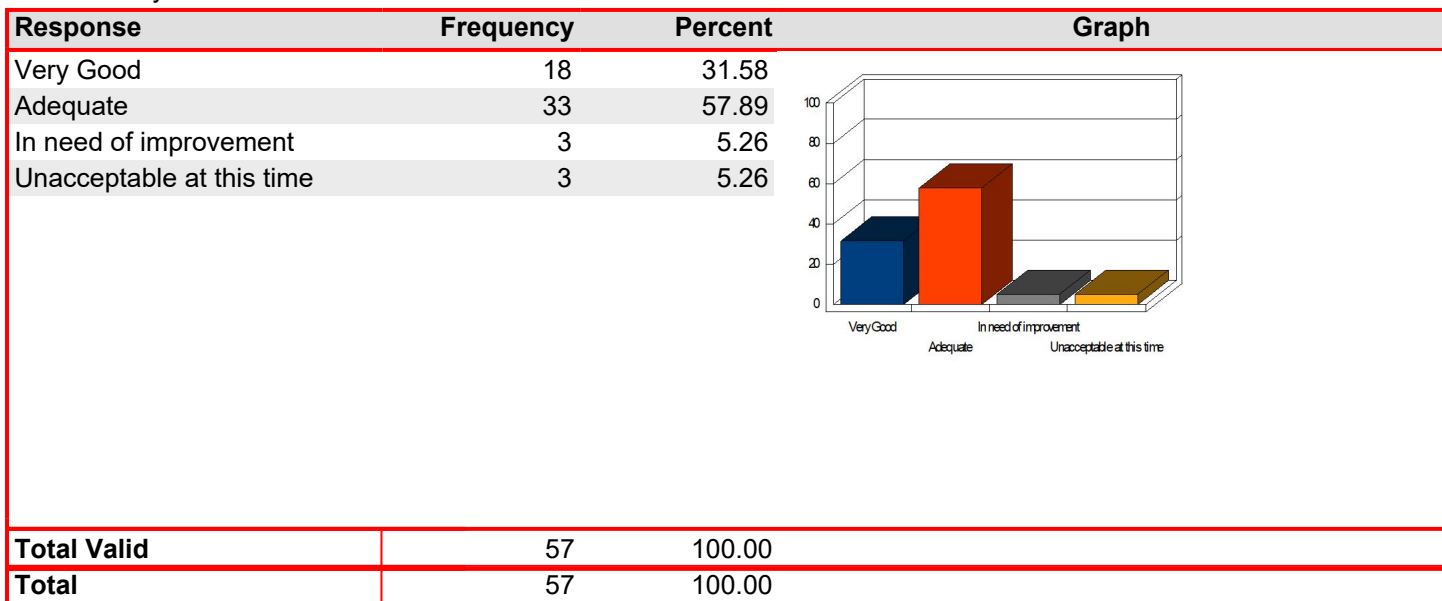 Response Frequency Percent Graph
Very Good 18 31.58
Adequate 33 57.89
In need of improvement 3 5.26
Unacceptable at this time 3 5.26
100
80
60
40
20
0
Very Good In need of improvement
Adequate Unacceptable at this time
Total Valid 57 100.00
Total 57 100.00